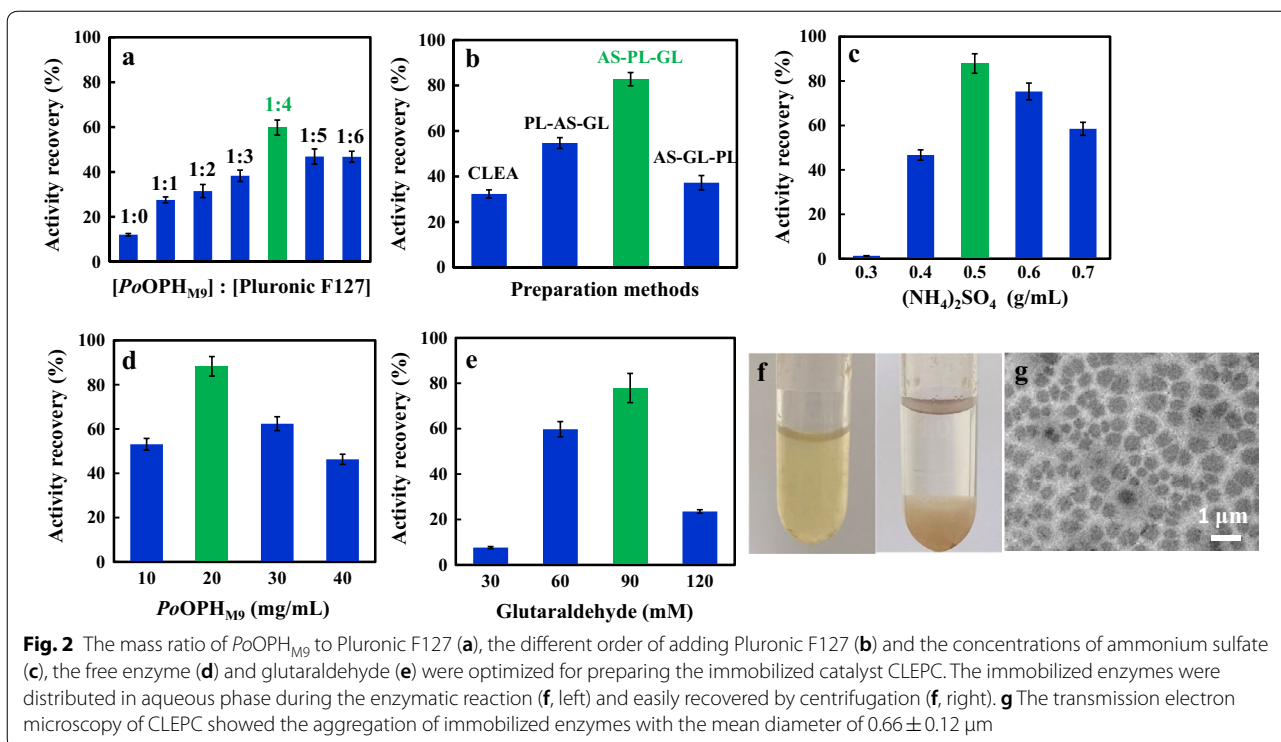 a
Activity recovery (%)
100
80
60
40
20
0
1:0
1:1
1:2
1:3
1:4
1:5
1:6
[PoOPH_M9] : [Pluronic F127]
b
Activity recovery (%)
100
80
60
40
20
0
CLEA
PL-AS-GL
AS-PL-GL
AS-GL-PL
Preparation methods
c
Activity recovery (%)
100
80
60
40
20
0
0.3 0.4 0.5 0.6 0.7
(NH₄)₂SO₄ (g/mL)
d
Activity recovery (%)
100
80
60
40
20
0
10 20 30 40
PoOPH_M9 (mg/mL)
e
Activity recovery (%)
100
80
60
40
20
0
30 60 90 120
Glutaraldehyde (mM)
f
g
1 µm
Fig. 2 The mass ratio of PoOPH_M9 to Pluronic F127 (a), the different order of adding Pluronic F127 (b) and the concentrations of ammonium sulfate
(c), the free enzyme (d) and glutaraldehyde (e) were optimized for preparing the immobilized catalyst CLEPC. The immobilized enzymes were
distributed in aqueous phase during the enzymatic reaction (f, left) and easily recovered by centrifugation (f, right). g The transmission electron
microscopy of CLEPC showed the aggregation of immobilized enzymes with the mean diameter of 0.66 ± 0.12 µm